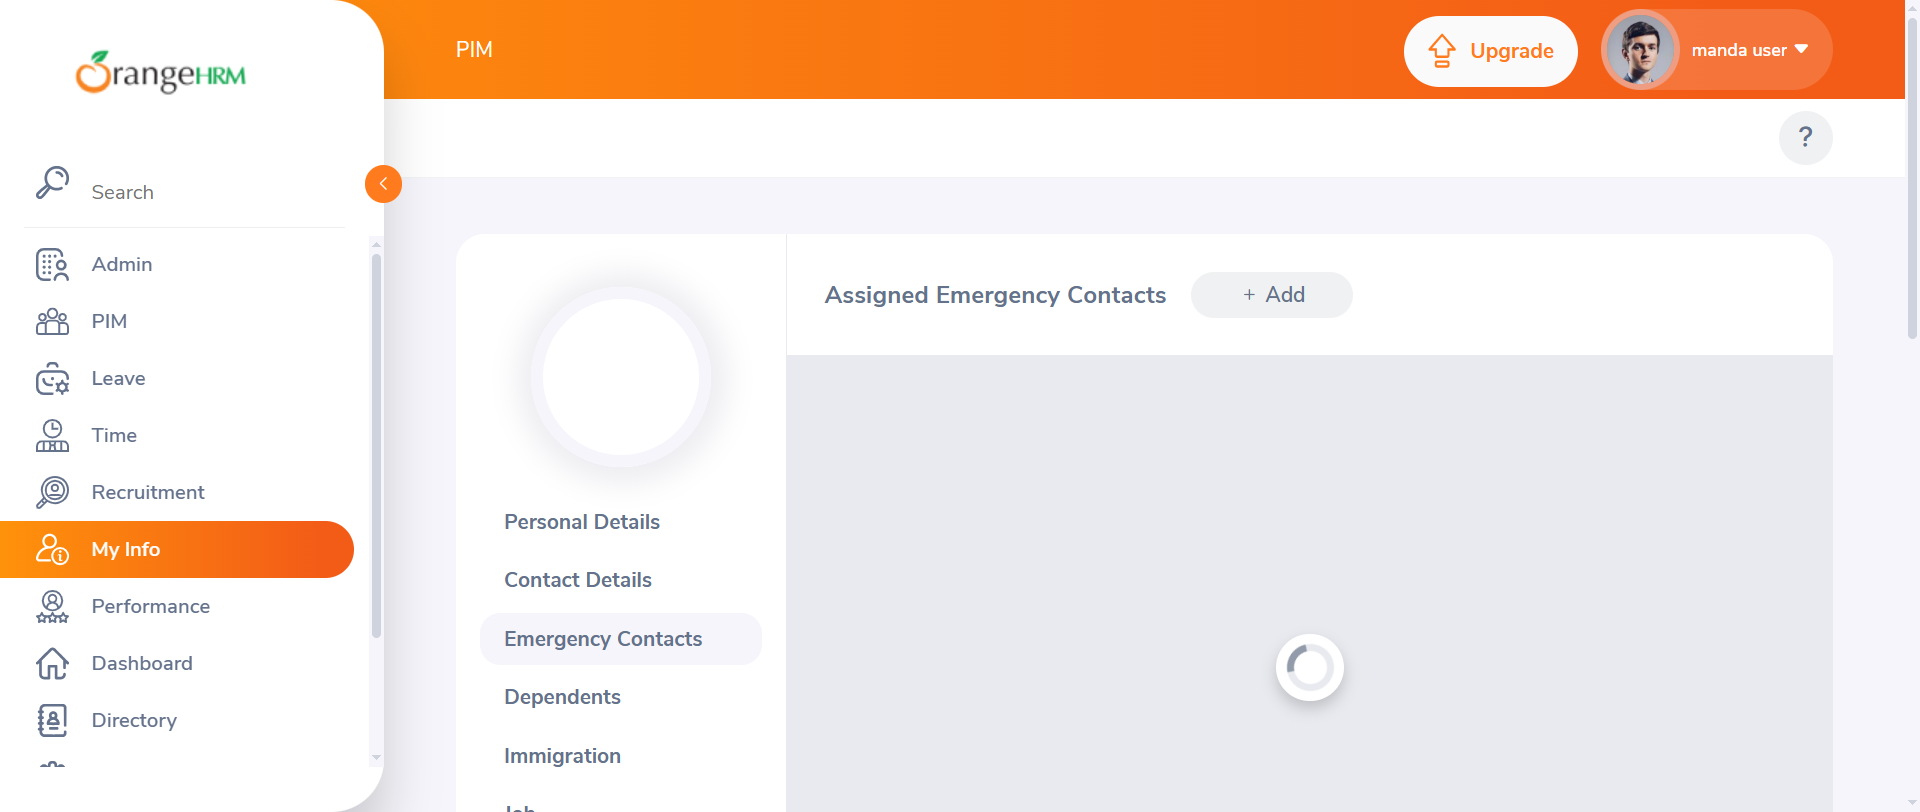 OrangeHRM
PIM
Upgrade
manda user
?
Search
Admin
PIM
Leave
Time
Recruitment
My Info
Performance
Dashboard
Directory
Assigned Emergency Contacts
+ Add
Personal Details
Contact Details
Emergency Contacts
Dependents
Immigration
Job